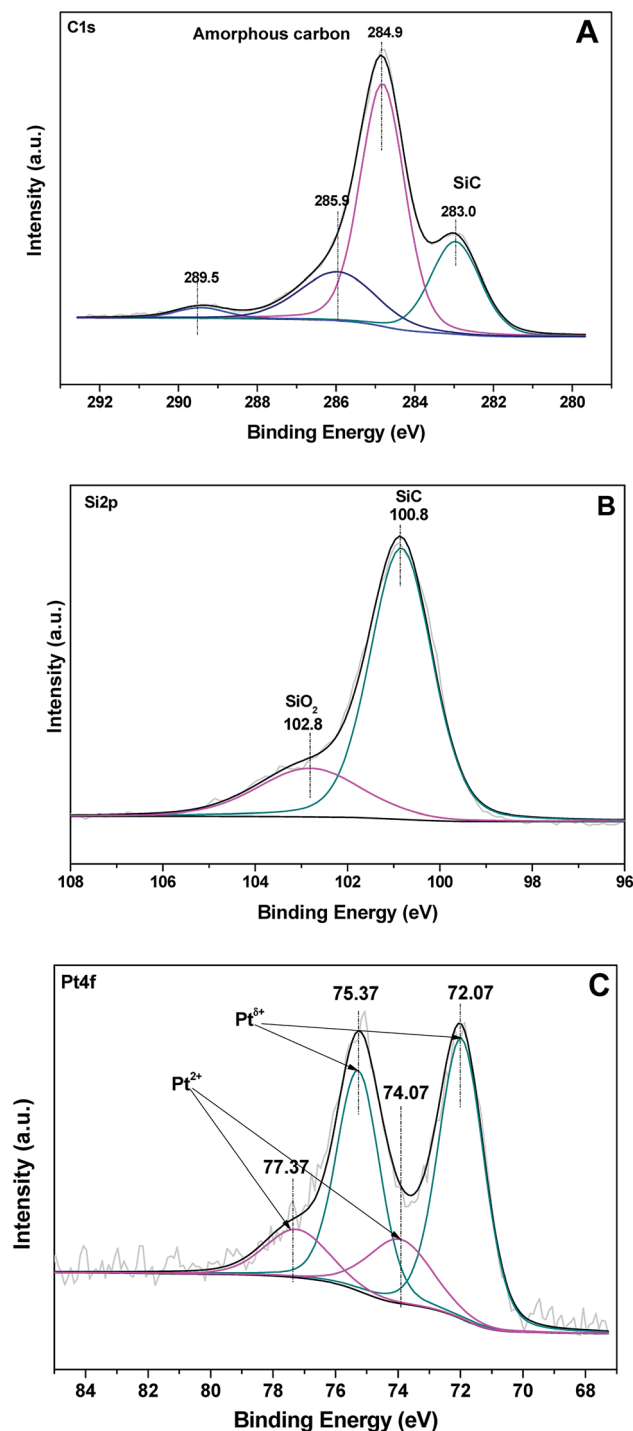 C1s
Amorphous carbon
284.9
A
SiC
283.0
285.9
289.5
Intensity (a.u.)
292 290 288 286 284 282 280
Binding Energy (eV)
Si2p
SiC
100.8
B
SiO2
102.8
Intensity (a.u.)
108 106 104 102 100 98 96
Binding Energy (eV)
Pt4f
75.37
72.07
C
Ptδ+
Pt2+
74.07
77.37
Intensity (a.u.)
84 82 80 78 76 74 72 70 68
Binding Energy (eV)